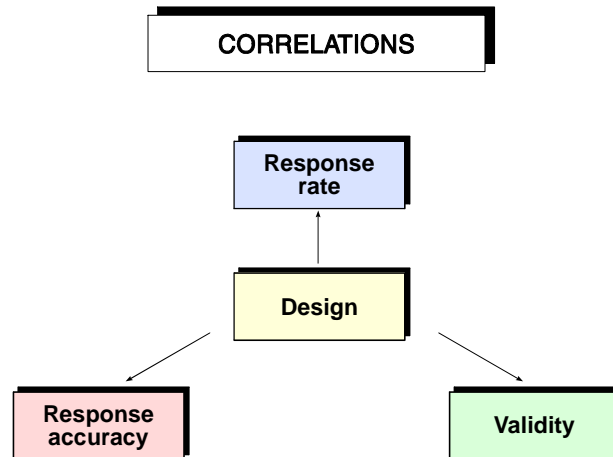 CORRELATIONS
Response
rate
Design
Response
accuracy
Validity